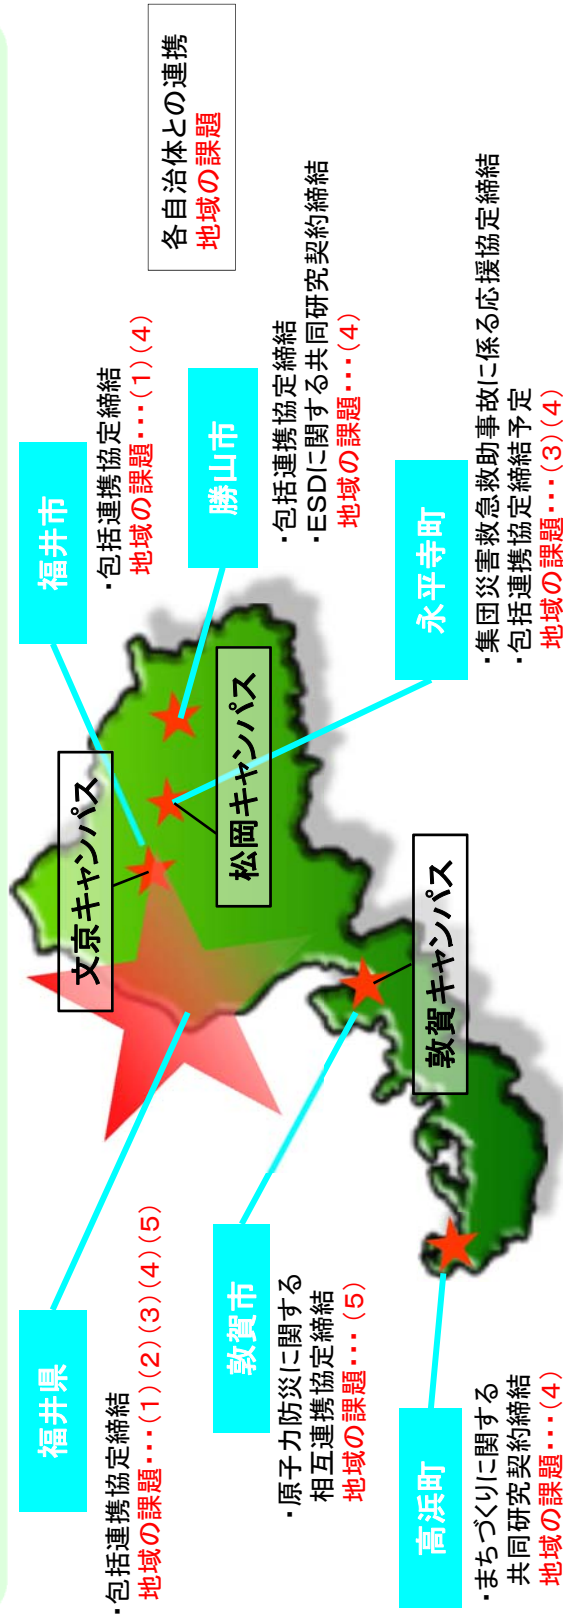 各自治体との連携
地域の課題
福井県
・包括連携協定締結
地域の課題･･･(1)(2)(3)(4)(5)
福井市
・包括連携協定締結
地域の課題･･･(1)(4)
勝山市
・包括連携協定締結
・ESDに関する共同研究契約締結
地域の課題･･･(4)
永平寺町
・集団災害救急救助事故に係る応援協定締結
・包括連携協定締結予定
地域の課題･･･(3)(4)
敦賀市
・原子力防災に関する
相互連携協定締結
地域の課題･･･(5)
高浜町
・まちづくりに関する
共同研究契約締結
地域の課題･･･(4)
文京キャンパス
松岡キャンパス
敦賀キャンパス